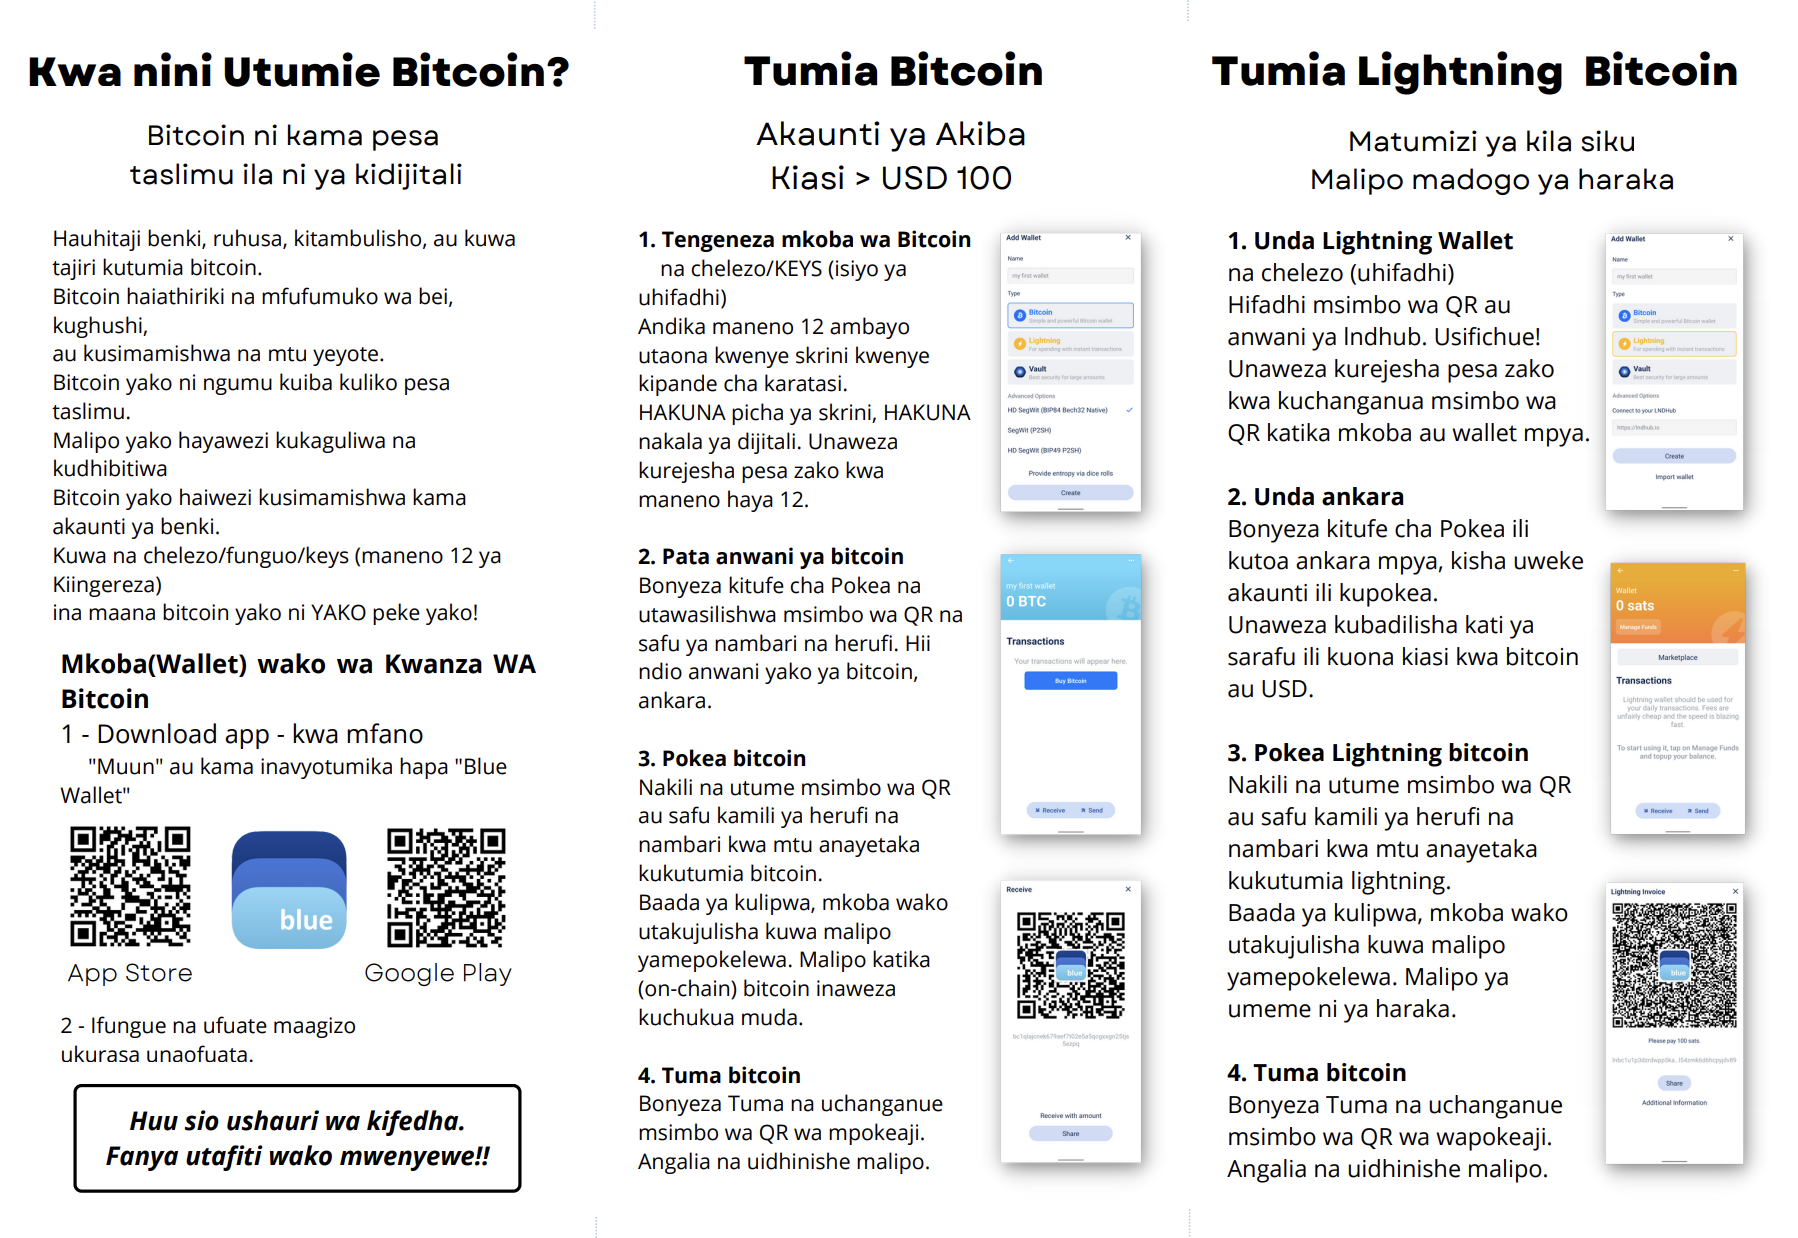 Kwa nini Utumie Bitcoin?
Bitcoin ni kama pesa
taslimu ila ni ya kidijitali
Hauhitaji benki, ruhusa, kitambulisho, au kuwa
tajiri kutumia bitcoin.
Bitcoin haiathiriki na mfufumuko wa bei,
kughushi,
au kusimamishwa na mtu yeyote.
Bitcoin yako ni ngumu kuiba kuliko pesa
taslimu.
Malipo yako hayawezi kukaguliwa na
kudhibitiwa
Bitcoin yako haiwezi kusimamishwa kama
akaunti ya benki.
Kuwa na chelezo/funguo/keys (maneno 12 ya
Kiingereza)
ina maana bitcoin yako ni YAKO peke yako!
Mkoba(Wallet) wako wa Kwanza WA
Bitcoin
1 - Download app - kwa mfano
"Muun" au kama inavyotumika hapa "Blue
Wallet"
blue
App Store
Google Play
2 - Ifungue na ufuate maagizo
ukurasa unaofuata.
Huu sio ushauri wa kifedha.
Fanya utafiti wako mwenyewe!!
Tumia Bitcoin
Akaunti ya Akiba
Kiasi > USD 100
1. Tengeneza mkoba wa Bitcoin
na chelezo/KEYS (isiyo ya
uhifadhi)
Andika maneno 12 ambayo
utaona kwenye skrini kwenye
kipande cha karatasi.
HAKUNA picha ya skrini, HAKUNA
nakala ya dijitali. Unaweza
kurejesha pesa zako kwa
maneno haya 12.
2. Pata anwani ya bitcoin
Bonyeza kitufe cha Pokea na
utawasilishwa msimbo wa QR na
safu ya nambari na herufi. Hii
ndio anwani yako ya bitcoin,
ankara.
3. Pokea bitcoin
Nakili na utume msimbo wa QR
au safu kamili ya herufi na
nambari kwa mtu anayetaka
kukutumia bitcoin.
Baada ya kulipwa, mkoba wako
utakujulisha kuwa malipo
yamepokelewa. Malipo katika
(on-chain) bitcoin inaweza
kuchukua muda.
4. Tuma bitcoin
Bonyeza Tuma na uchanganue
msimbo wa QR wa mpokeaji.
Angalia na uidhinishe malipo.
Add Wallet
Name
my first wallet
Type
Bitcoin
Simple and powerful Bitcoin wallet
Lightning
For spending with instant transactions
Vault
Best security for large amounts
Advanced Options
HD SegWit (BIP84 Bech32 Native)
SegWit (P2SH)
HD SegWit (BIP49 P2SH)
Provide entropy via dice rolls
Create
my first wallet
0 BTC
Transactions
Your transactions will appear here.
Buy Bitcoin
Receive
Send
Receive
blue
Receive with amount
Share
Tumia Lightning Bitcoin
Matumizi ya kila siku
Malipo madogo ya haraka
1. Unda Lightning Wallet
na chelezo (uhifadhi)
Hifadhi msimbo wa QR au
anwani ya lndhub. Usifichue!
Unaweza kurejesha pesa zako
kwa kuchanganua msimbo wa
QR katika mkoba au wallet mpya.
2. Unda ankara
Bonyeza kitufe cha Pokea ili
kutoa ankara mpya, kisha uweke
akaunti ili kupokea.
Unaweza kubadilisha kati ya
sarafu ili kuona kiasi kwa bitcoin
au USD.
3. Pokea Lightning bitcoin
Nakili na utume msimbo wa QR
au safu kamili ya herufi na
nambari kwa mtu anayetaka
kukutumia lightning.
Baada ya kulipwa, mkoba wako
utakujulisha kuwa malipo
yamepokelewa. Malipo ya
umeme ni ya haraka.
4. Tuma bitcoin
Bonyeza Tuma na uchanganue
msimbo wa QR wa wapokeaji.
Angalia na uidhinishe malipo.
Add Wallet
Name
my first wallet
Type
Bitcoin
Simple and powerful Bitcoin wallet
Lightning
For spending with instant transactions
Vault
Best security for large amounts
Advanced Options
Connect to your LNDHub
https://lndhub.io
Create
Import wallet
Wallet
0 sats
Manage Funds
Marketplace
Transactions
Lightning wallet should be used for
your daily transactions. Fees are
unfairly cheap and the speed is blazing
fast.
To start using it, tap on Manage Funds
and topup your balance.
Receive
Send
Lightning Invoice
blue
Please pay 100 sats.
Share
Additional Information